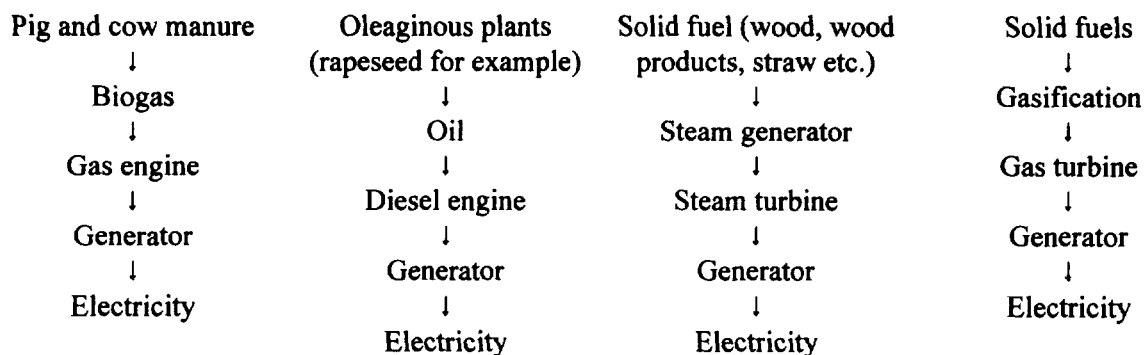 Pig and cow manure
↓
Biogas
↓
Gas engine
↓
Generator
↓
Electricity
Oleaginous plants
(rapeseed for example)
↓
Oil
↓
Diesel engine
↓
Generator
↓
Electricity
Solid fuel (wood, wood
products, straw etc.)
↓
Steam generator
↓
Steam turbine
↓
Generator
↓
Electricity
Solid fuels
↓
Gasification
↓
Gas turbine
↓
Generator
↓
Electricity